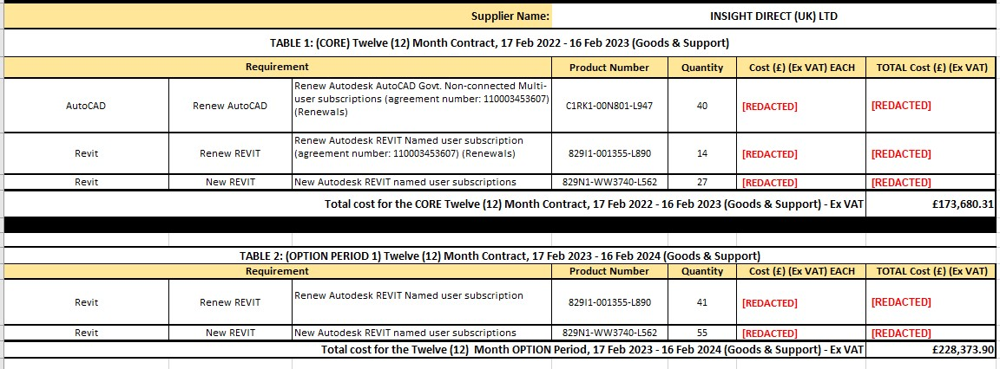 Supplier Name: INSIGHT DIRECT (UK) LTD
TABLE 1: (CORE) Twelve (12) Month Contract, 17 Feb 2022 - 16 Feb 2023 (Goods & Support)
Requirement Product Number Quantity Cost (£) (Ex VAT) EACH TOTAL Cost (£) (Ex VAT)
Renew Autodesk AutoCAD Govt. Non-connected Multi-
AutoCAD Renew AutoCAD user subscriptions (agreement number: 110003453607) C1RK1-00N801-L947 40 [REDACTED] [REDACTED]
(Renewals)
Renew Autodesk REVIT Named user subscription
Revit Renew REVIT (agreement number: 110003453607) (Renewals) 829I1-001355-L890 14 [REDACTED] [REDACTED]
Revit New REVIT New Autodesk REVIT named user subscriptions 829N1-WW3740-L562 27 [REDACTED] [REDACTED]
Total cost for the CORE Twelve (12) Month Contract, 17 Feb 2022 - 16 Feb 2023 (Goods & Support) - Ex VAT £173,680.31
TABLE 2: (OPTION PERIOD 1) Twelve (12) Month Contract, 17 Feb 2023 - 16 Feb 2024 (Goods & Support)
Requirement Product Number Quantity Cost (£) (Ex VAT) EACH TOTAL Cost (£) (Ex VAT)
Revit Renew REVIT Renew Autodesk REVIT Named user subscription 829I1-001355-L890 41 [REDACTED] [REDACTED]
Revit New REVIT New Autodesk REVIT named user subscriptions 829N1-WW3740-L562 55 [REDACTED] [REDACTED]
Total cost for the Twelve (12) Month OPTION Period, 17 Feb 2023 - 16 Feb 2024 (Goods & Support) - Ex VAT £228,373.90